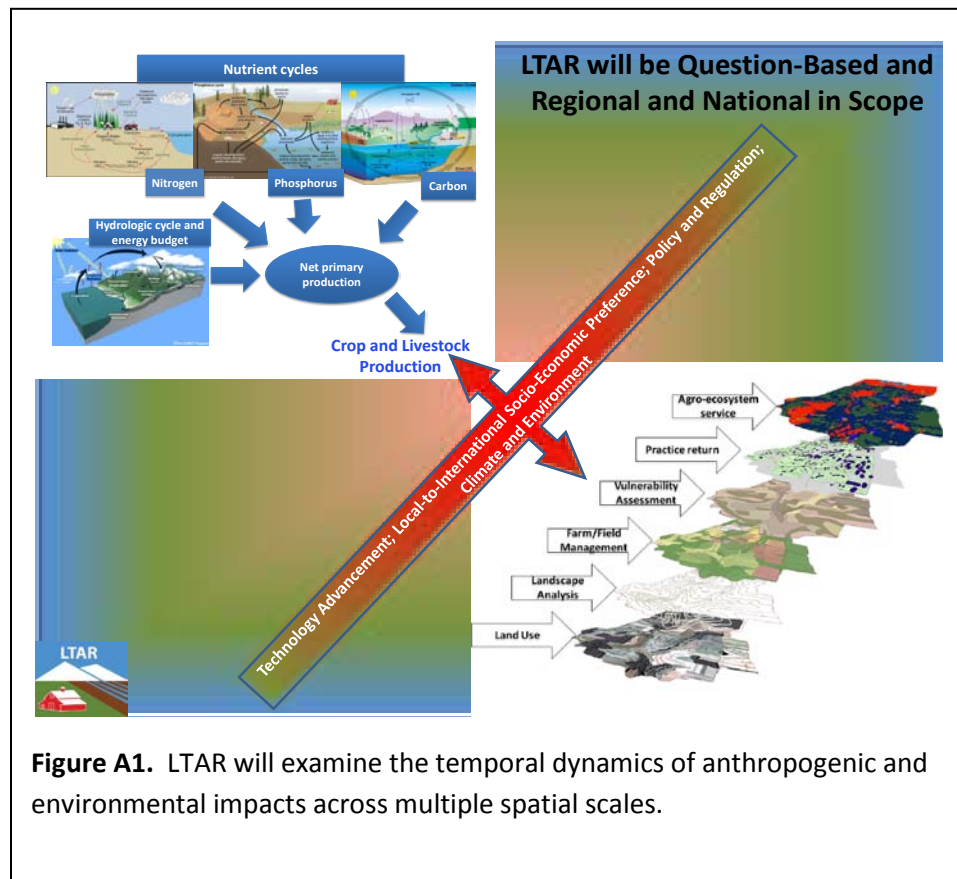 Nutrient cycles
LTAR will be Question-Based and
Regional and National in Scope
Nitrogen
Phosphorus
Carbon
Hydrologic cycle and
energy budget
Net primary
production
Crop and Livestock
Production
Technology Advancement; Local-to-International Socio-Economic Preference; Policy and Regulation;
Climate and Environment
Agro-ecosystem
service
Practice return
Vulnerability
Assessment
Farm/Field
Management
Landscape
Analysis
Land Use
LTAR
Figure A1. LTAR will examine the temporal dynamics of anthropogenic and
environmental impacts across multiple spatial scales.